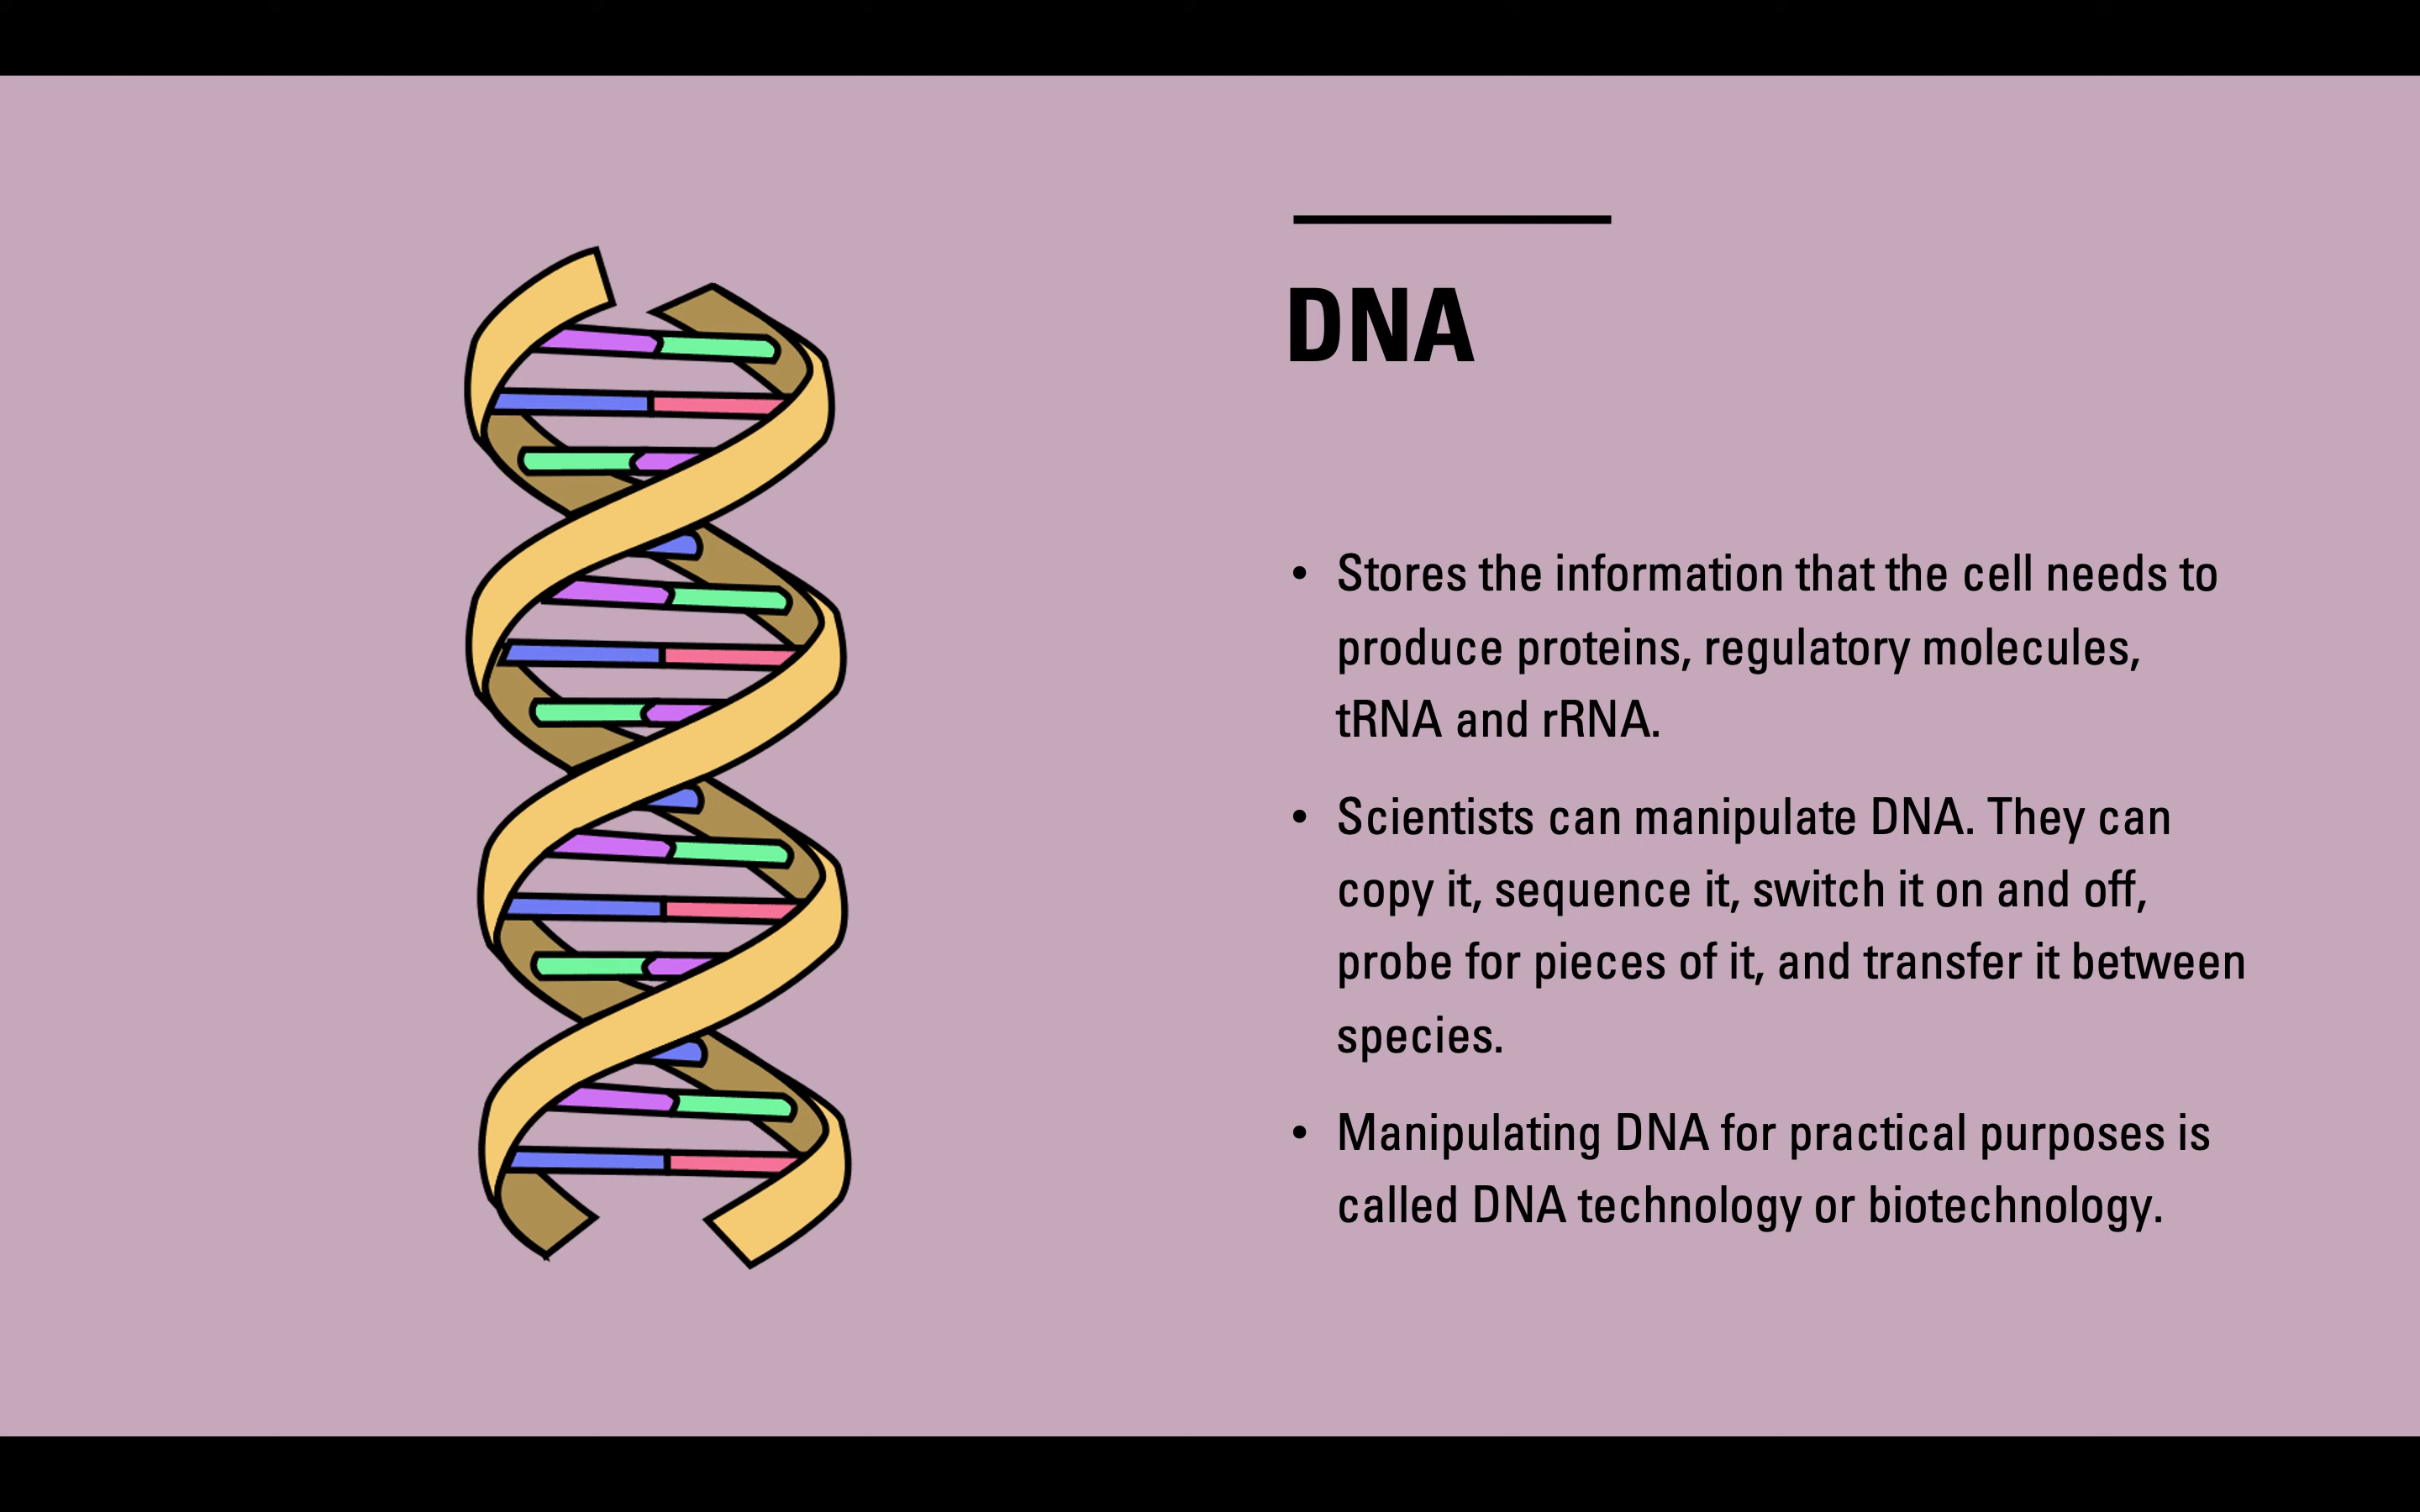 DNA
• Stores the information that the cell needs to
produce proteins, regulatory molecules,
tRNA and rRNA.
• Scientists can manipulate DNA. They can
copy it, sequence it, switch it on and off,
probe for pieces of it, and transfer it between
species.
• Manipulating DNA for practical purposes is
called DNA technology or biotechnology.